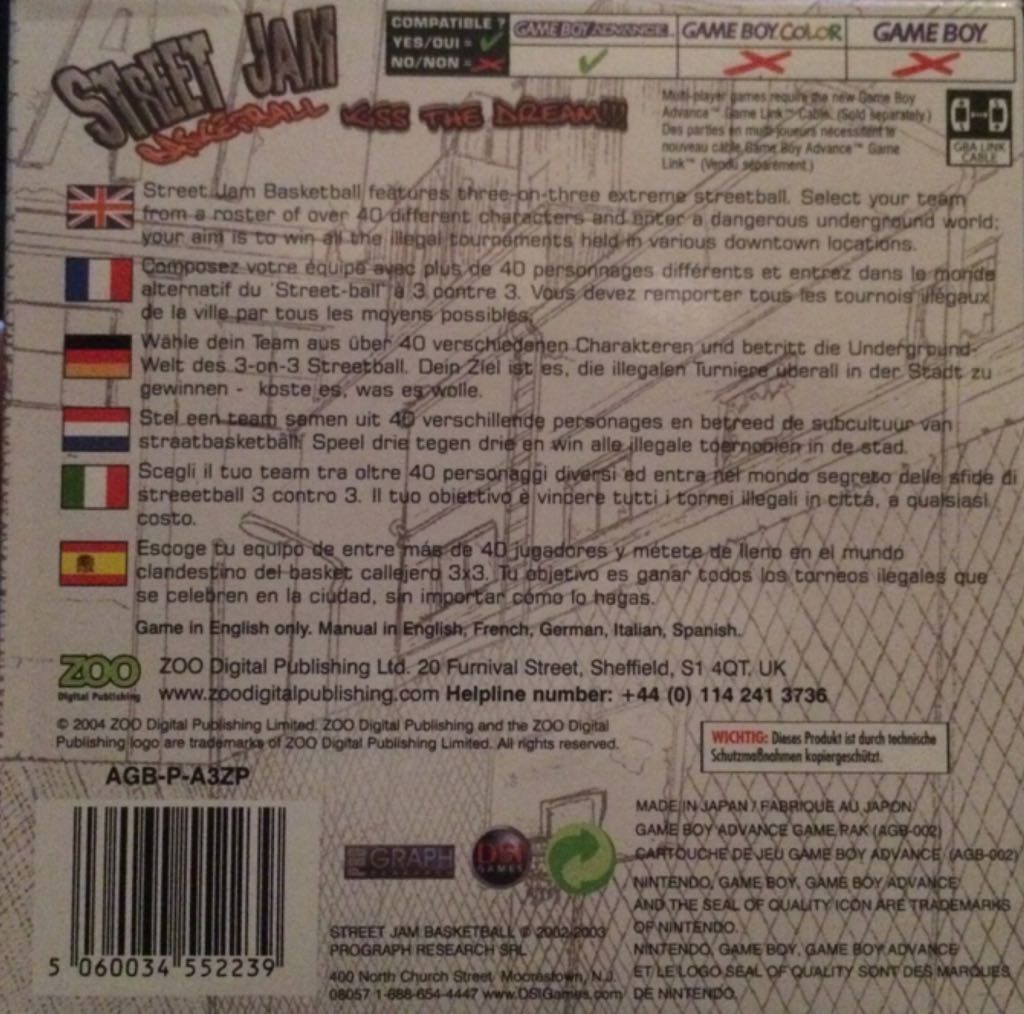 STREET JAM
BASKETBALL
KISS THE DREAM!!!
COMPATIBLE ?
YES/OUI =
NO/NON =
GAME BOY ADVANCE
GAME BOY COLOR
GAME BOY
Multi-player games require the new Game Boy
Advance™ Game Link™ Cable. (Sold separately.)
Des parties en multi-joueurs nécessitent le
nouveau câble Game Boy Advance™ Game
Link™ (Vendu séparement.)
GBA LINK
CABLE
Street Jam Basketball features three-on-three extreme streetball. Select your team
from a roster of over 40 different characters and enter a dangerous underground world;
your aim is to win all the illegal tournaments held in various downtown locations.
Composez votre équipe avec plus de 40 personnages différents et entrez dans le monde
alternatif du 'Street-ball' à 3 contre 3. Vous devez remporter tous les tournois illégaux
de la ville par tous les moyens possibles.
Wähle dein Team aus über 40 verschiedenen Charakteren und betritt die Underground-
Welt des 3-on-3 Streetball. Dein Ziel ist es, die illegalen Turniere überall in der Stadt zu
gewinnen - koste es, was es wolle.
Stel een team samen uit 40 verschillende personages en betreed de subcultuur van
straatbasketball. Speel drie tegen drie en win alle illegale toernooien in de stad.
Scegli il tuo team tra oltre 40 personaggi diversi ed entra nel mondo segreto delle sfide di
streeetball 3 contro 3. Il tuo obiettivo è vincere tutti i tornei illegali in cittá, a qualsiasi
costo.
Escoge tu equipo de entre más de 40 jugadores y métete de lleno en el mundo
clandestino del basket callejero 3x3. Tu objetivo es ganar todos los torneos ilegales que
se celebren en la ciudad, sin importar cómo lo hagas.
Game in English only. Manual in English, French, German, Italian, Spanish.
ZOO
Digital Publishing
ZOO Digital Publishing Ltd. 20 Furnival Street, Sheffield, S1 4QT. UK
www.zoodigitalpublishing.com Helpline number: +44 (0) 114 241 3736
© 2004 ZOO Digital Publishing Limited. ZOO Digital Publishing and the ZOO Digital
Publishing logo are trademarks of ZOO Digital Publishing Limited. All rights reserved.
WICHTIG: Dieses Produkt ist durch technische
Schutzmaßnahmen kopiergeschützt.
AGB-P-A3ZP
5 060034 552239
GRAPH
DSI
GAMES
STREET JAM BASKETBALL © 2002-2003
PROGRAPH RESEARCH SRL
400 North Church Street, Moorestown, N.J.
08057 1-888-654-4447 www.DSIGames.com
MADE IN JAPAN / FABRIQUE AU JAPON
GAME BOY ADVANCE GAME PAK (AGB-002)
CARTOUCHE DE JEU GAME BOY ADVANCE (AGB-002)
NINTENDO, GAME BOY, GAME BOY ADVANCE
AND THE SEAL OF QUALITY ICON ARE TRADEMARKS
OF NINTENDO.
NINTENDO, GAME BOY, GAME BOY ADVANCE
ET LE LOGO SEAL OF QUALITY SONT DES MARQUES
DE NINTENDO.